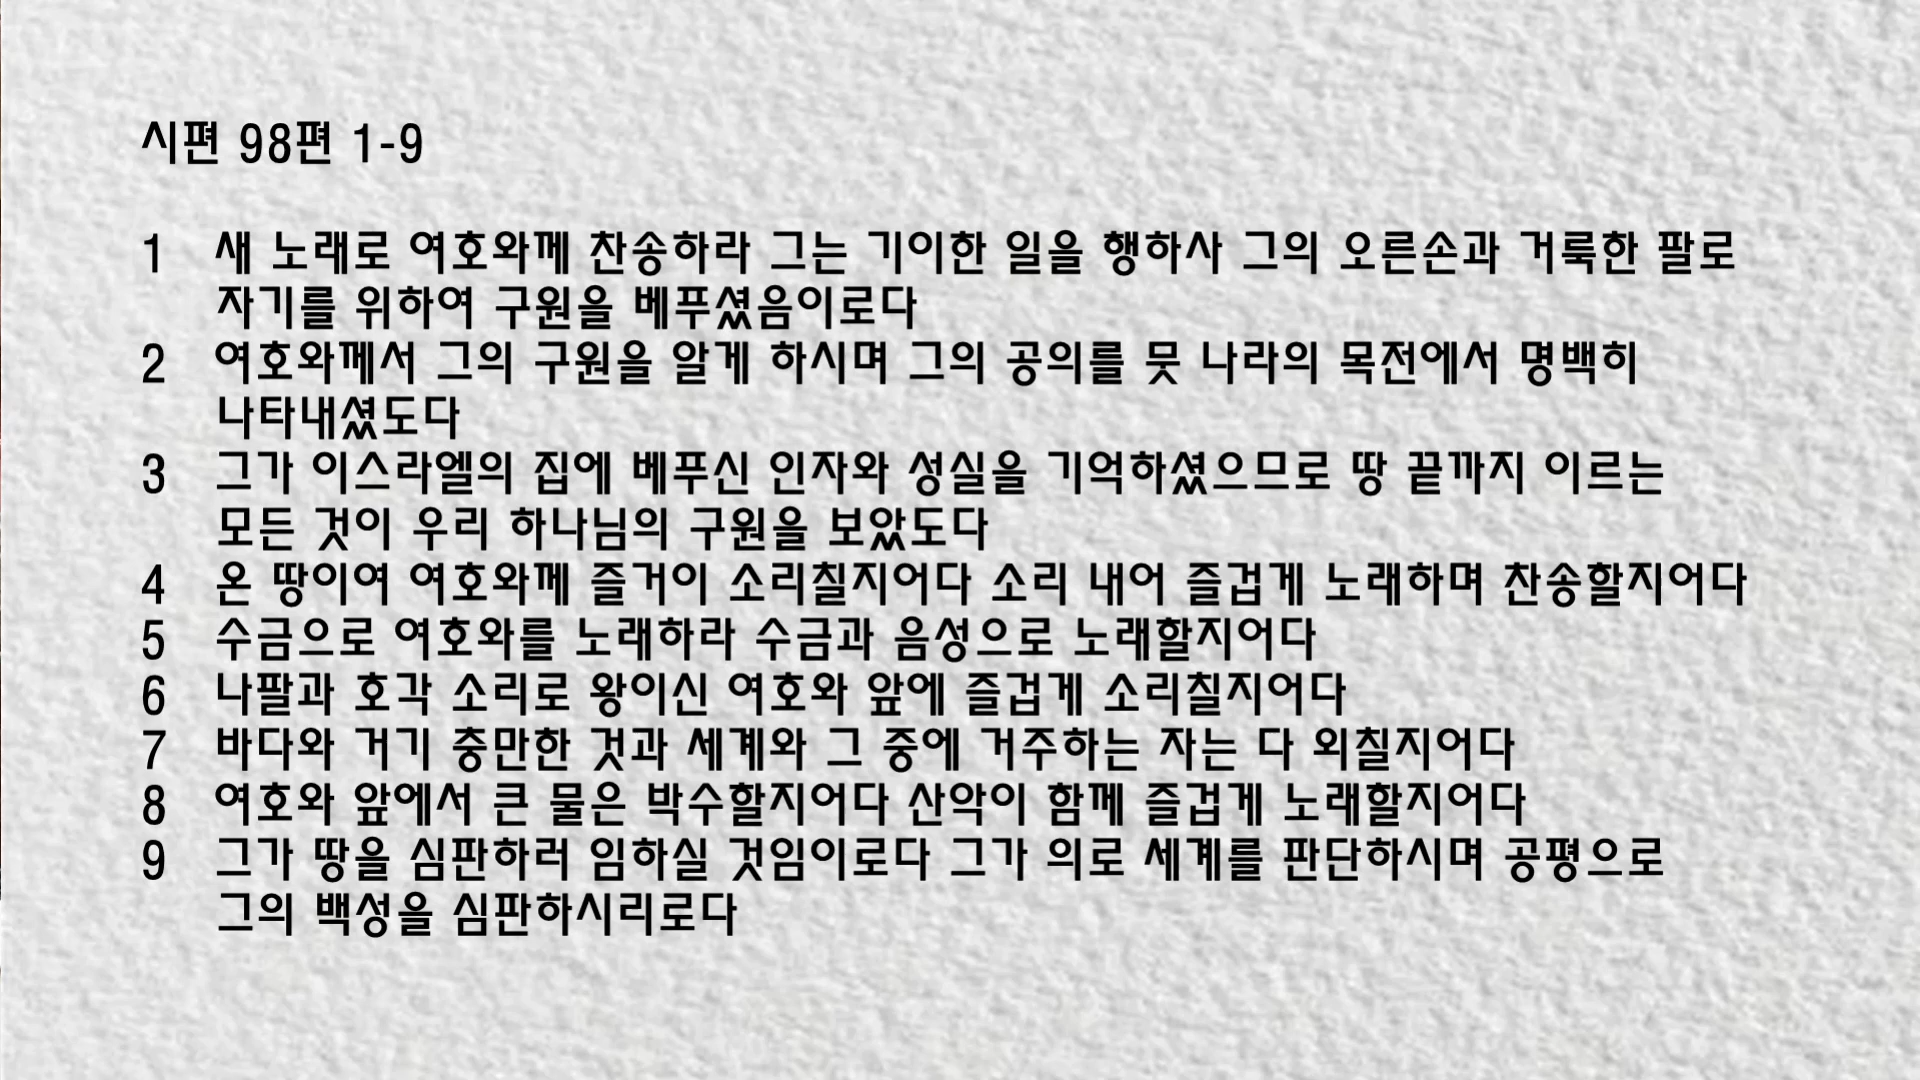 시편 98편 1-9
1 새 노래로 여호와께 찬송하라 그는 기이한 일을 행하사 그의 오른손과 거룩한 팔로
자기를 위하여 구원을 베푸셨음이로다
2 여호와께서 그의 구원을 알게 하시며 그의 공의를 뭇 나라의 목전에서 명백히
나타내셨도다
3 그가 이스라엘의 집에 베푸신 인자와 성실을 기억하셨으므로 땅 끝까지 이르는
모든 것이 우리 하나님의 구원을 보았도다
4 온 땅이여 여호와께 즐거이 소리칠지어다 소리 내어 즐겁게 노래하며 찬송할지어다
5 수금으로 여호와를 노래하라 수금과 음성으로 노래할지어다
6 나팔과 호각 소리로 왕이신 여호와 앞에 즐겁게 소리칠지어다
7 바다와 거기 충만한 것과 세계와 그 중에 거주하는 자는 다 외칠지어다
8 여호와 앞에서 큰 물은 박수할지어다 산악이 함께 즐겁게 노래할지어다
9 그가 땅을 심판하러 임하실 것임이로다 그가 의로 세계를 판단하시며 공평으로
그의 백성을 심판하시리로다